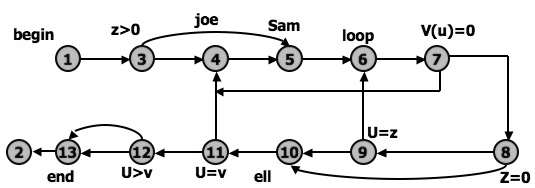 joe
begin z>0 Sam loop V(u)=0
1 3 4 5 6 7
U=z
2 13 12 11 10 9 8
end U>v U=v ell Z=0